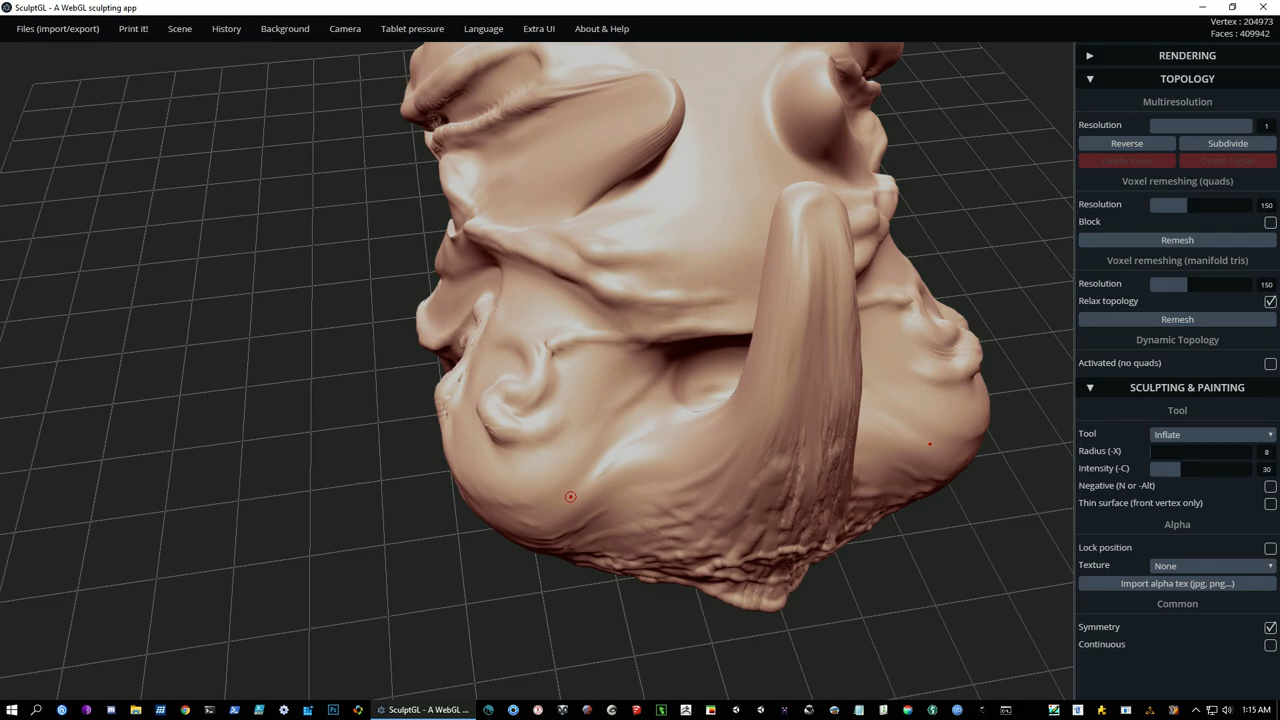 SculptGL - A WebGL sculpting app
Files (import/export) Print it! Scene History Background Camera Tablet pressure Language Extra UI About & Help
Vertex : 204973
Faces : 409942
RENDERING
TOPOLOGY
Multiresolution
Resolution 1
Reverse Subdivide
Delete lower Delete higher
Voxel remeshing (quads)
Resolution 150
Block
Remesh
Voxel remeshing (manifold tris)
Resolution 150
Relax topology
Remesh
Dynamic Topology
Activated (no quads)
SCULPTING & PAINTING
Tool
Tool Inflate
Radius (-X) 8
Intensity (-C) 30
Negative (N or -Alt)
Thin surface (front vertex only)
Alpha
Lock position
Texture None
Import alpha tex (jpg, png...)
Common
Symmetry
Continuous
SculptGL - A WebGL ...
1:15 AM